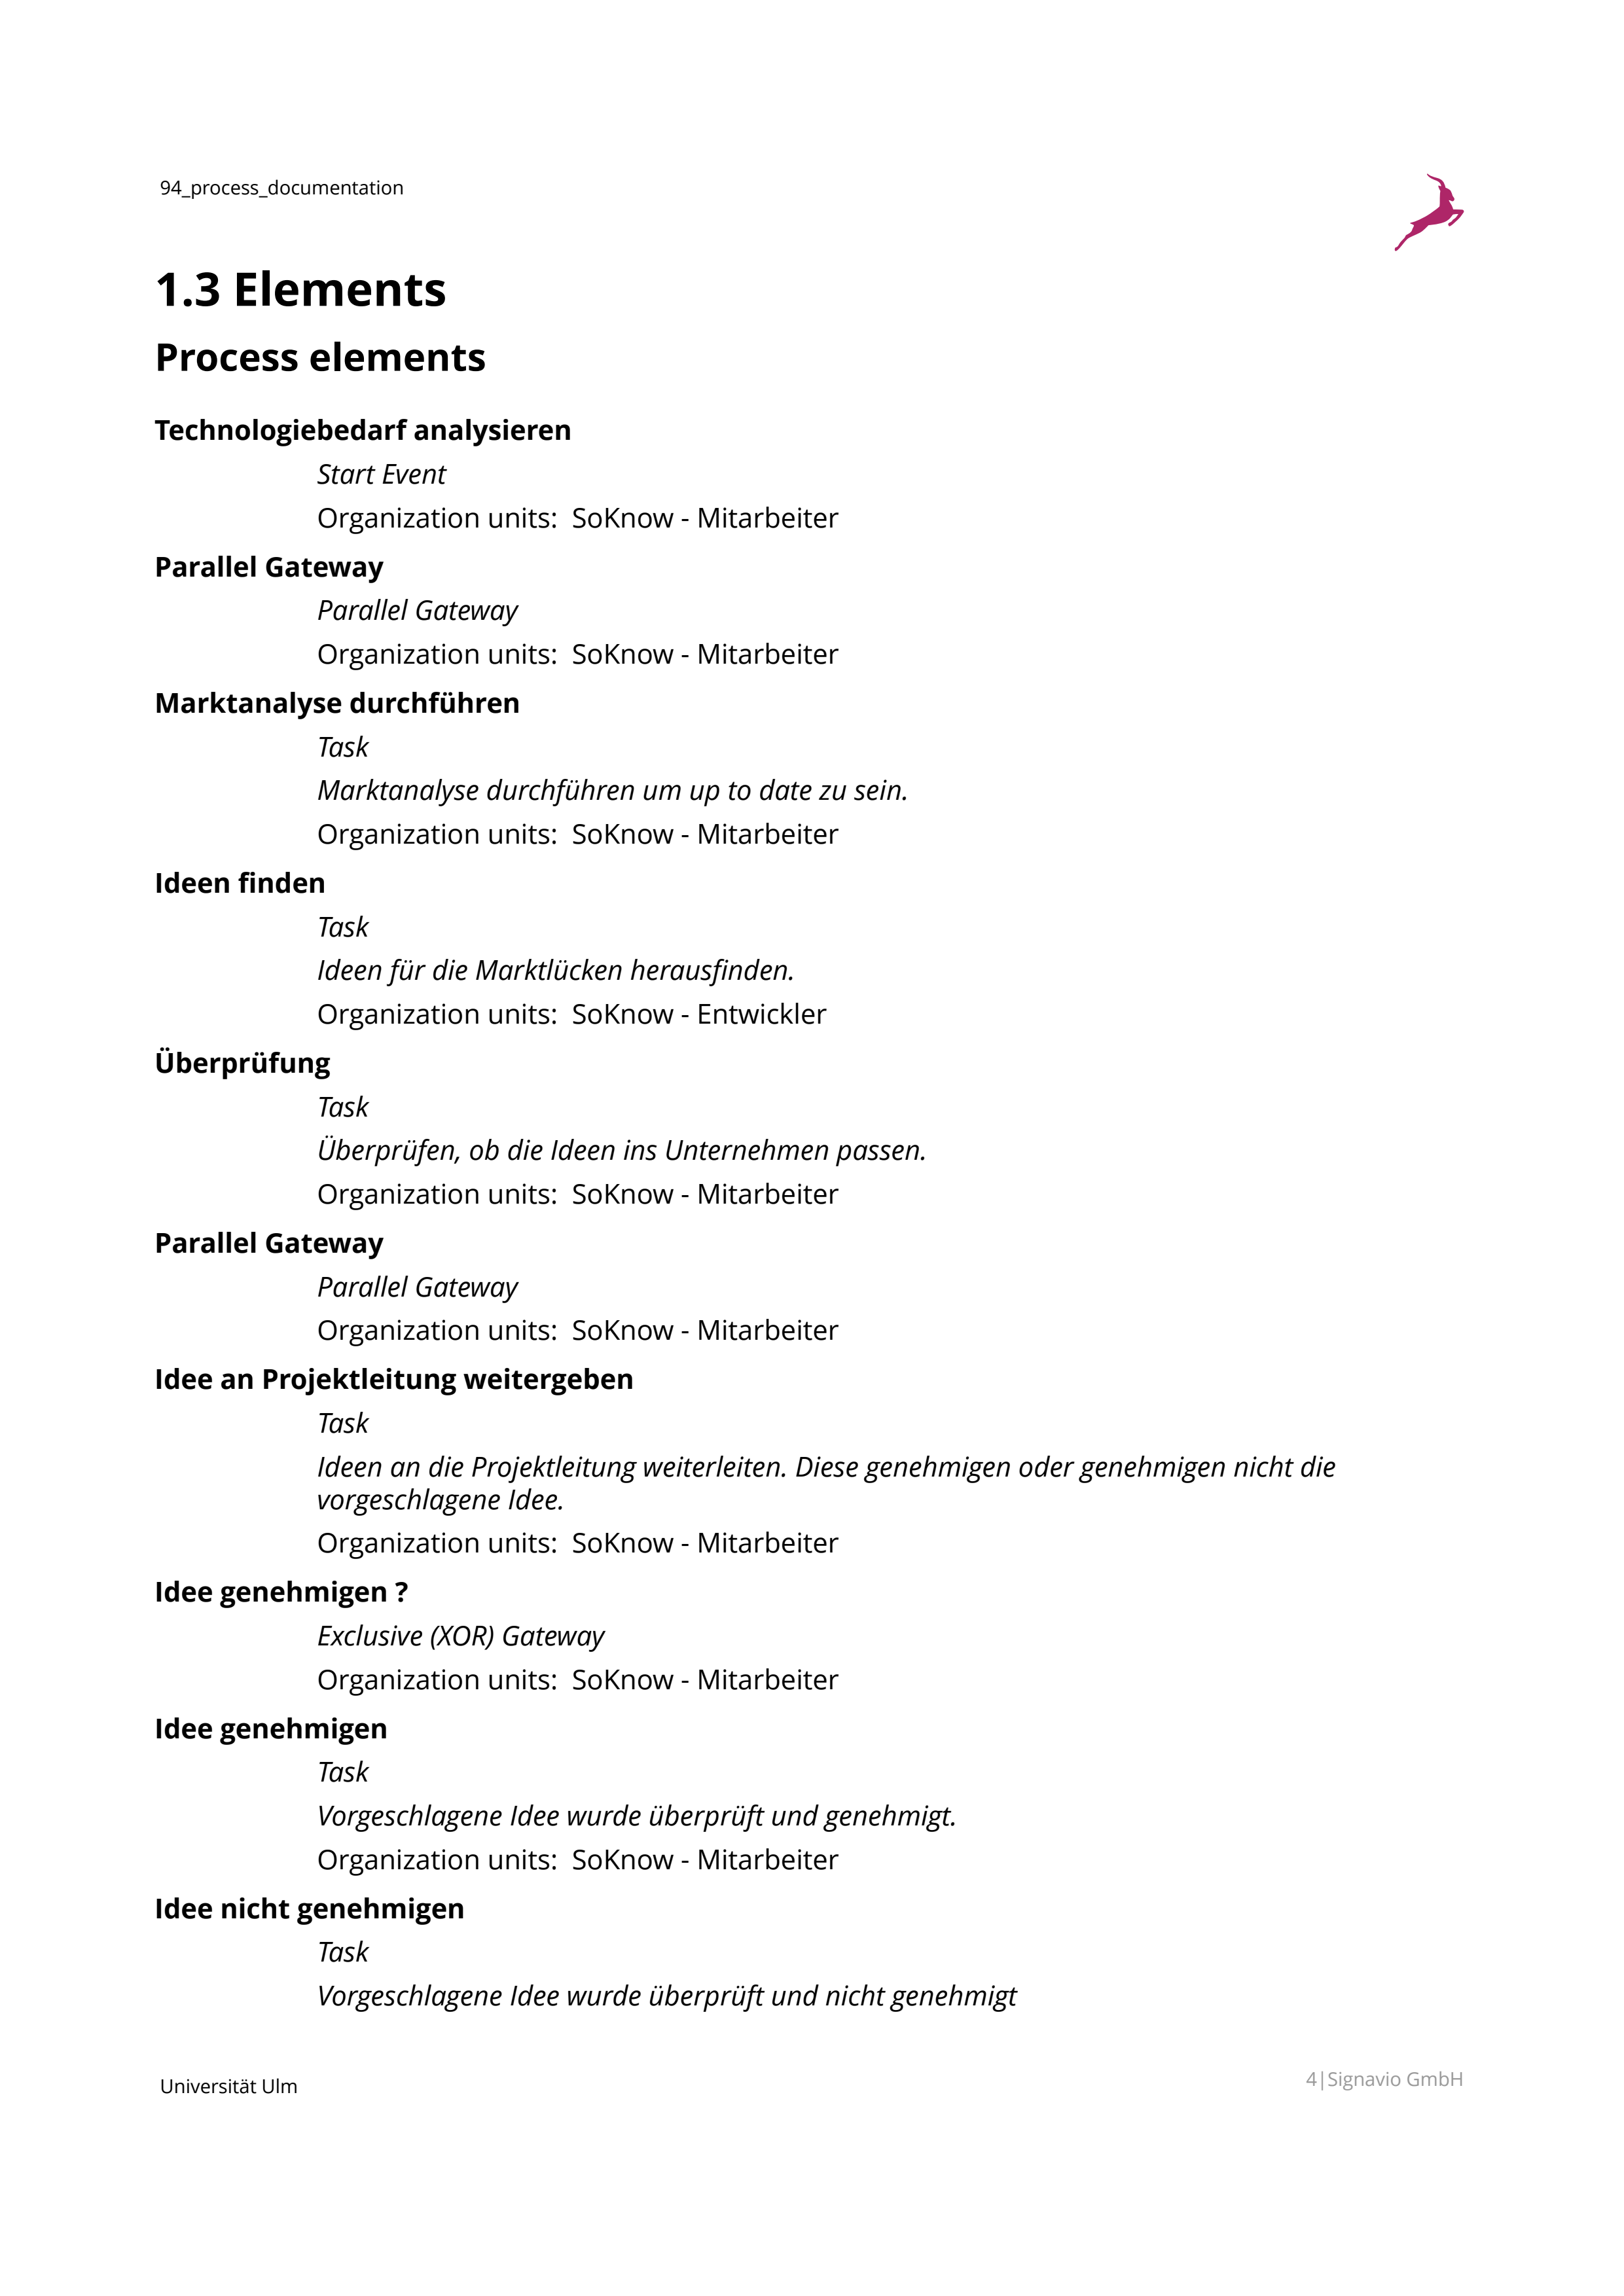 94_process_documentation
1.3 Elements
Process elements
Technologiebedarf analysieren
Start Event
Organization units:  SoKnow - Mitarbeiter
Parallel Gateway
Parallel Gateway
Organization units:  SoKnow - Mitarbeiter
Marktanalyse durchführen
Task
Marktanalyse durchführen um up to date zu sein.
Organization units:  SoKnow - Mitarbeiter
Ideen finden
Task
Ideen für die Marktlücken herausfinden.
Organization units:  SoKnow - Entwickler
Überprüfung
Task
Überprüfen, ob die Ideen ins Unternehmen passen.
Organization units:  SoKnow - Mitarbeiter
Parallel Gateway
Parallel Gateway
Organization units:  SoKnow - Mitarbeiter
Idee an Projektleitung weitergeben
Task
Ideen an die Projektleitung weiterleiten. Diese genehmigen oder genehmigen nicht die
vorgeschlagene Idee.
Organization units:  SoKnow - Mitarbeiter
Idee genehmigen ?
Exclusive (XOR) Gateway
Organization units:  SoKnow - Mitarbeiter
Idee genehmigen
Task
Vorgeschlagene Idee wurde überprüft und genehmigt.
Organization units:  SoKnow - Mitarbeiter
Idee nicht genehmigen
Task
Vorgeschlagene Idee wurde überprüft und nicht genehmigt
Universität Ulm
4|Signavio GmbH